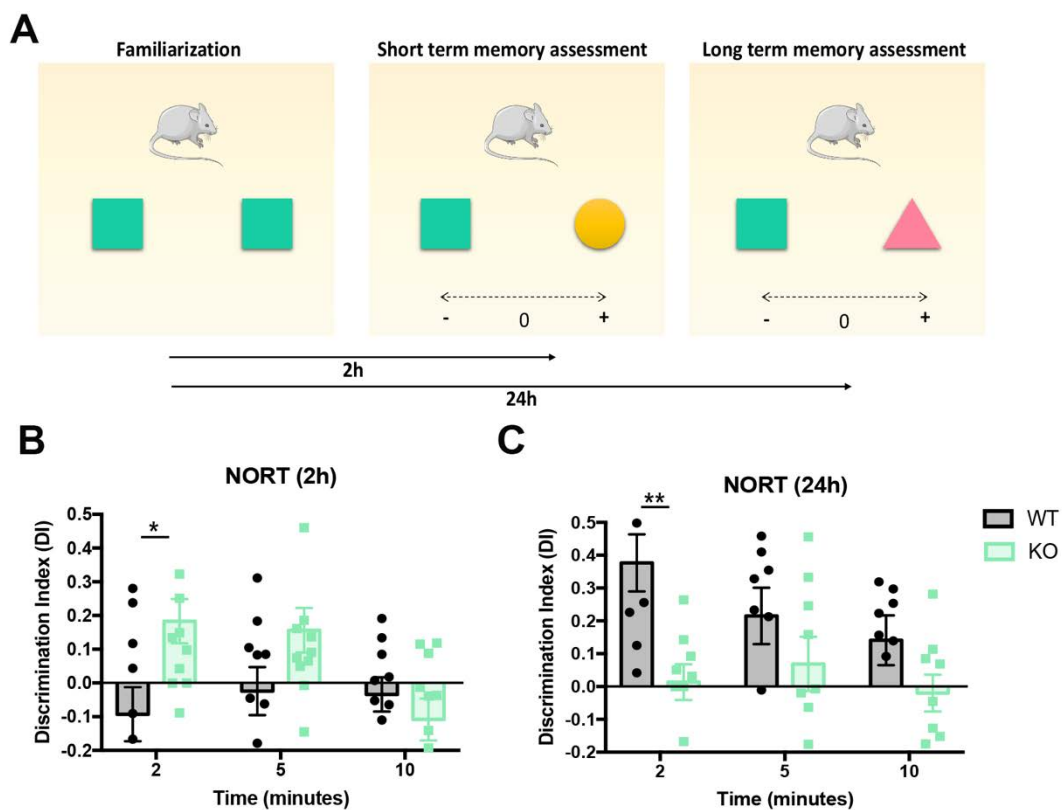 A
Familiarization
Short term memory assessment
Long term memory assessment
- 0 +
- 0 +
2h
24h
B
NORT (2h)
*
Discrimination Index (DI)
0.5
0.4
0.3
0.2
0.1
0.0
-0.1
-0.2
2 5 10
Time (minutes)
C
NORT (24h)
**
Discrimination Index (DI)
0.5
0.4
0.3
0.2
0.1
0.0
-0.1
-0.2
2 5 10
Time (minutes)
WT
KO